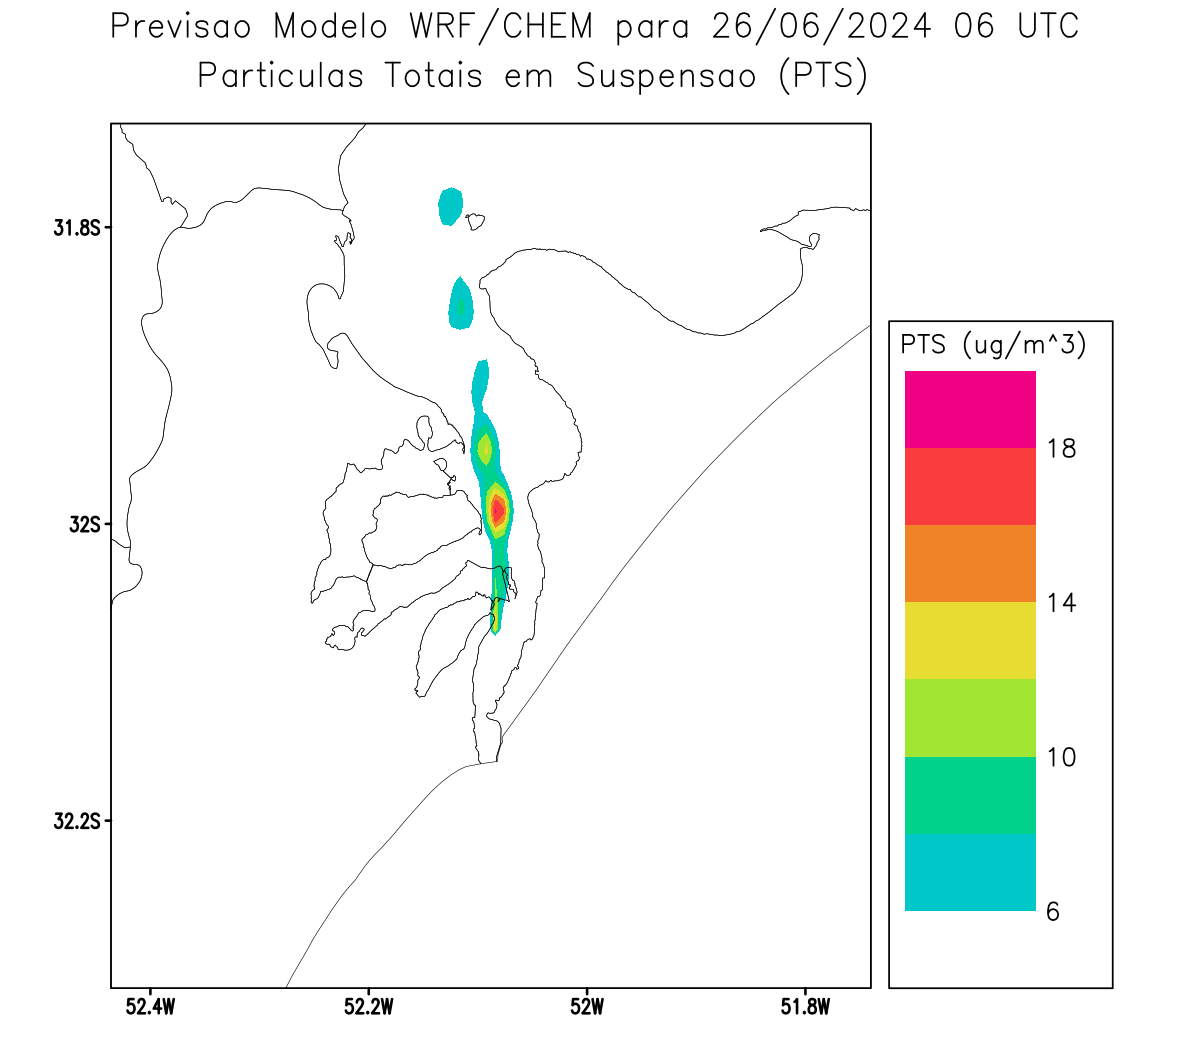 Previsao Modelo WRF/CHEM para 26/06/2024 06 UTC
Particulas Totais em Suspensao (PTS)
31.8S
32S
32.2S
52.4W
52.2W
52W
51.8W
PTS (ug/m^3)
18
14
10
6